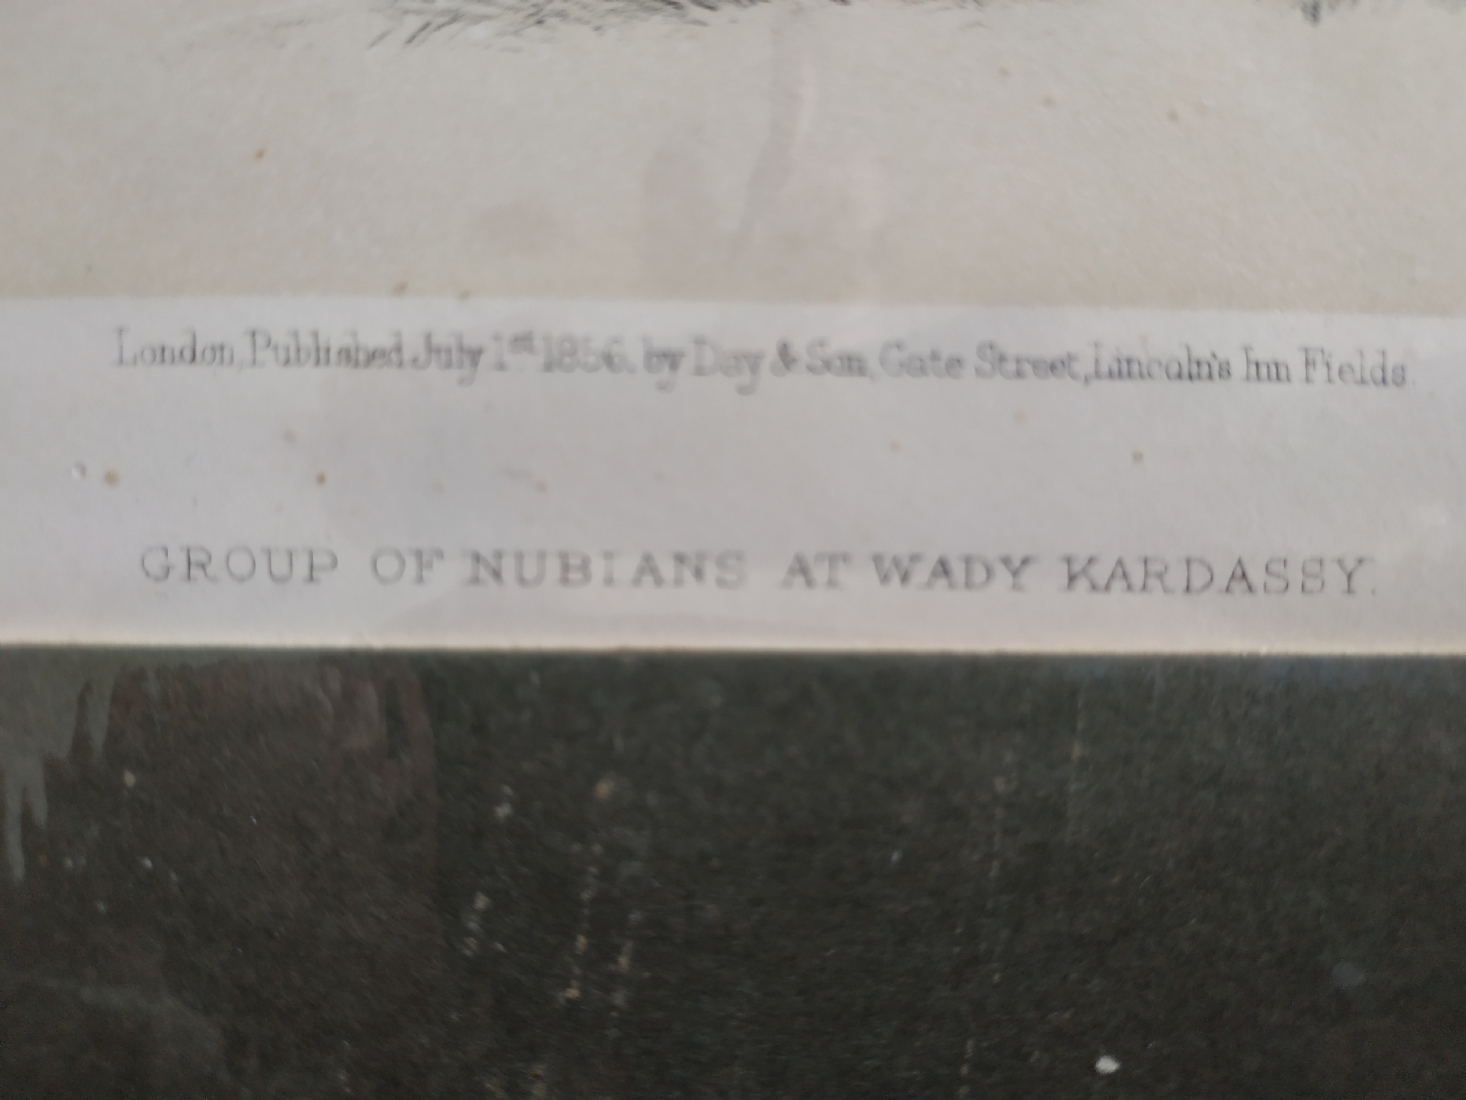 London, Published July 1st 1856, by Day & Son, Gate Street, Lincoln's Inn Fields.
GROUP OF NUBIANS AT WADY KARDASSY.